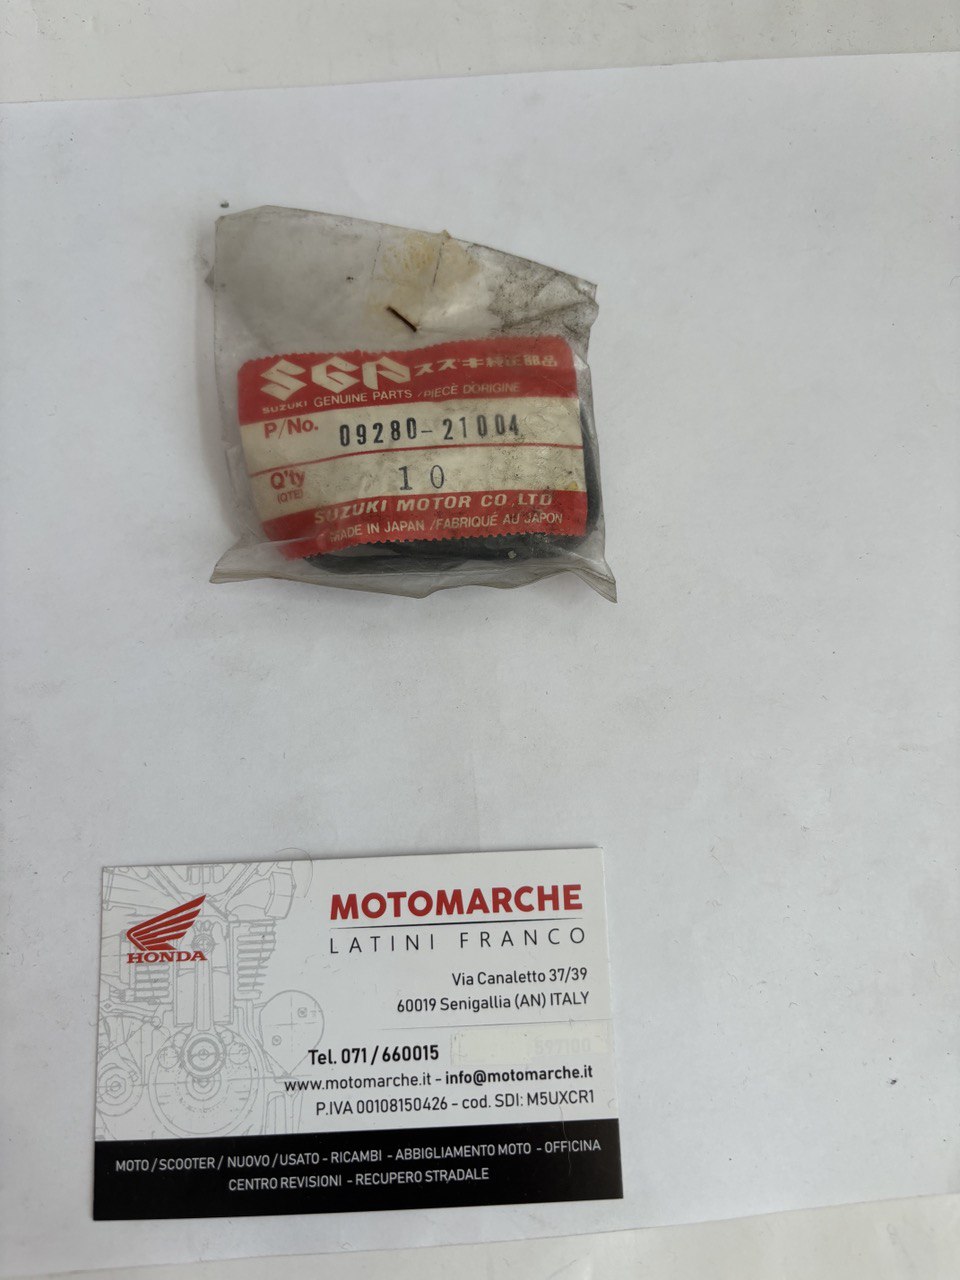 SGP スズキ純正部品
SUZUKI GENUINE PARTS / PIÈCE D'ORIGINE
P/No. 09280-21004
Q'ty 10
(QTE)
SUZUKI MOTOR CO., LTD.
MADE IN JAPAN / FABRIQUÉ AU JAPON
HONDA
MOTOMARCHE
LATINI FRANCO
Via Canaletto 37/39
60019 Senigallia (AN) ITALY
Tel. 071/660015
www.motomarche.it - info@motomarche.it
P.IVA 00108150426 - cod. SDI: M5UXCR1
MOTO / SCOOTER / NUOVO / USATO - RICAMBI - ABBIGLIAMENTO MOTO - OFFICINA
CENTRO REVISIONI - RECUPERO STRADALE